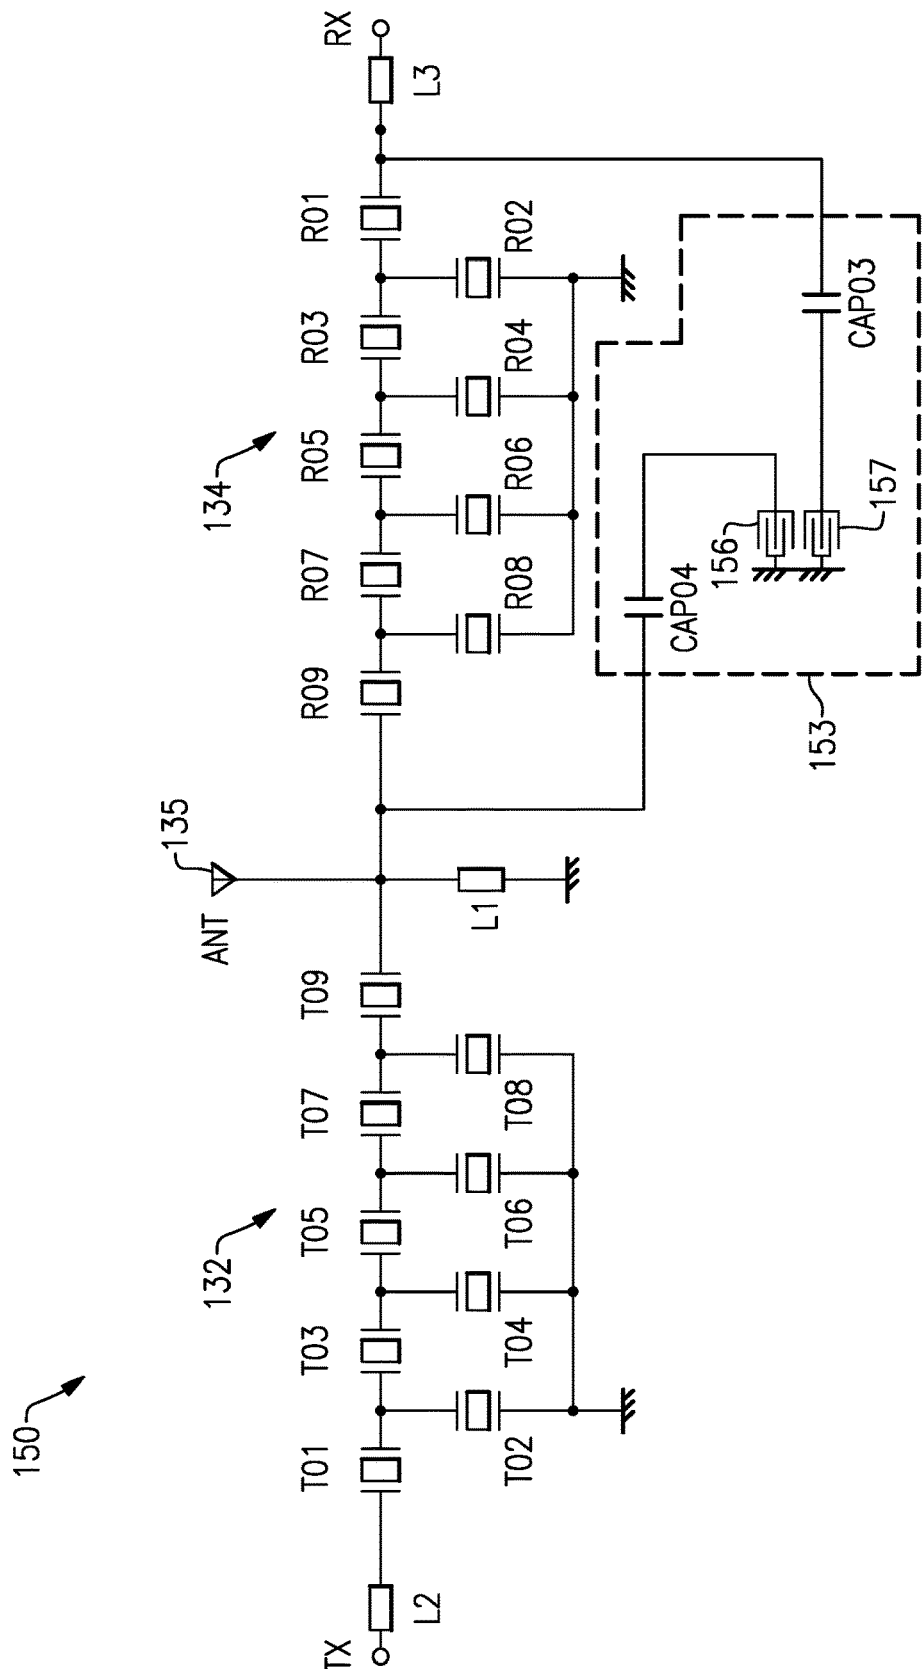 150
132
134
135
ANT
TX
L2
T01
T03
T05
T07
T09
T02
T04
T06
T08
L1
R09
R07
R05
R03
R01
R08
R06
R04
R02
L3
RX
CAP04
156
157
CAP03
153